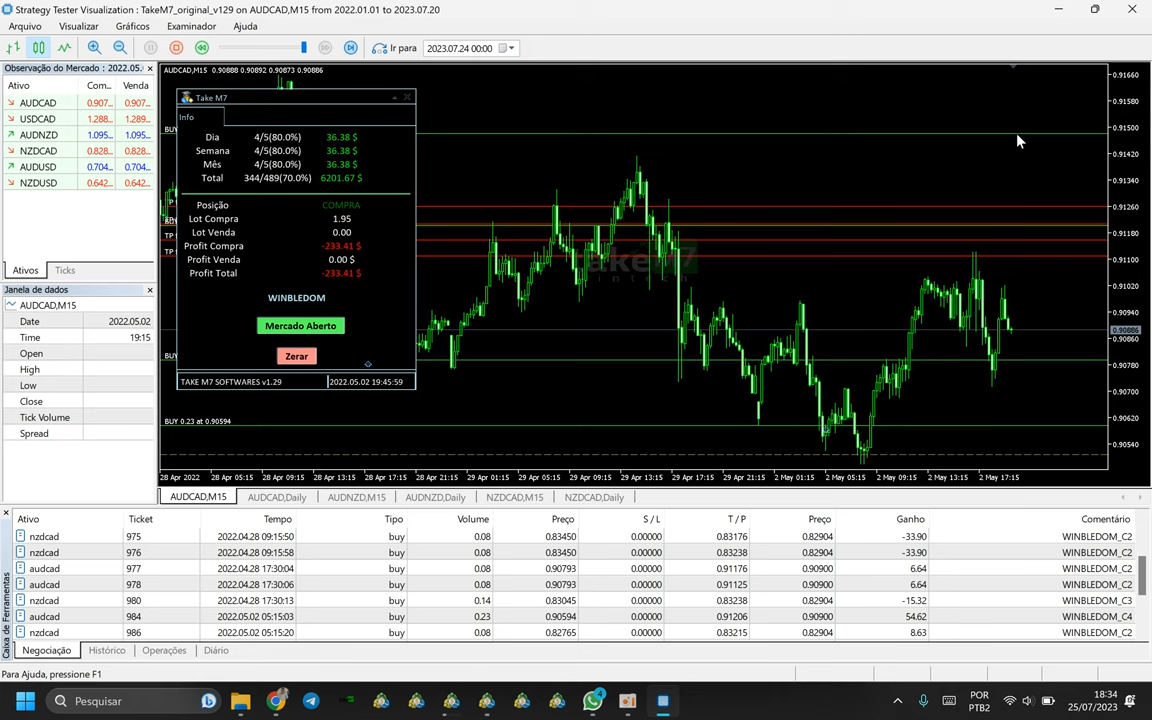 Strategy Tester Visualization : TakeM7_original_v129 on AUDCAD,M15 from 2022.01.01 to 2023.07.20
Arquivo Visualizar Gráficos Examinador Ajuda
Ir para 2023.07.24 00:00
Observação do Mercado : 2022.05.
Ativo Com... Venda
AUDCAD 0.907... 0.907...
USDCAD 1.288... 1.289...
AUDNZD 1.095... 1.095...
NZDCAD 0.828... 0.828...
AUDUSD 0.704... 0.704...
NZDUSD 0.642... 0.642...
Ativos Ticks
Janela de dados
AUDCAD,M15
Date 2022.05.02
Time 19:15
Open
High
Low
Close
Tick Volume
Spread
AUDCAD,M15 0.90888 0.90892 0.90873 0.90886
Take M7
Info
Dia 4/5(80.0%) 36.38 $
Semana 4/5(80.0%) 36.38 $
Mês 4/5(80.0%) 36.38 $
Total 344/489(70.0%) 6201.67 $
Posição COMPRA
Lot Compra 1.95
Lot Venda 0.00
Profit Compra -233.41 $
Profit Venda 0.00 $
Profit Total -233.41 $
WINBLEDOM
Mercado Aberto
Zerar
TAKE M7 SOFTWARES v1.29 2022.05.02 19:45:59
BUY
TP
TP
TP
BUY
BUY 0.23 at 0.90594
takeM7
0.91660
0.91580
0.91500
0.91420
0.91340
0.91260
0.91180
0.91100
0.91020
0.90940
0.90886
0.90860
0.90780
0.90700
0.90620
0.90540
28 Apr 2022 28 Apr 05:15 28 Apr 09:15 28 Apr 13:15 28 Apr 17:15 28 Apr 21:15 29 Apr 01:15 29 Apr 05:15 29 Apr 09:15 29 Apr 13:15 29 Apr 17:15 29 Apr 21:15 2 May 01:15 2 May 05:15 2 May 09:15 2 May 13:15 2 May 17:15
AUDCAD,M15 AUDCAD,Daily AUDNZD,M15 AUDNZD,Daily NZDCAD,M15 NZDCAD,Daily
Ativo Ticket Tempo Tipo Volume Preço S / L T / P Preço Ganho Comentário
nzdcad 975 2022.04.28 09:15:50 buy 0.08 0.83450 0.00000 0.83176 0.82904 -33.90 WINBLEDOM_C2
nzdcad 976 2022.04.28 09:15:58 buy 0.08 0.83450 0.00000 0.83238 0.82904 -33.90 WINBLEDOM_C2
audcad 977 2022.04.28 17:30:04 buy 0.08 0.90793 0.00000 0.91176 0.90900 6.64 WINBLEDOM_C2
audcad 978 2022.04.28 17:30:06 buy 0.08 0.90793 0.00000 0.91125 0.90900 6.64 WINBLEDOM_C2
nzdcad 980 2022.04.28 17:30:13 buy 0.14 0.83045 0.00000 0.83238 0.82904 -15.32 WINBLEDOM_C3
audcad 984 2022.05.02 05:15:03 buy 0.23 0.90594 0.00000 0.91206 0.90900 54.62 WINBLEDOM_C4
nzdcad 986 2022.05.02 05:15:20 buy 0.08 0.82765 0.00000 0.83215 0.82904 8.63 WINBLEDOM_C2
Caixa de Ferramentas
Negociação Histórico Operações Diário
Para Ajuda, pressione F1
Pesquisar
4
POR
PTB2
18:34
25/07/2023